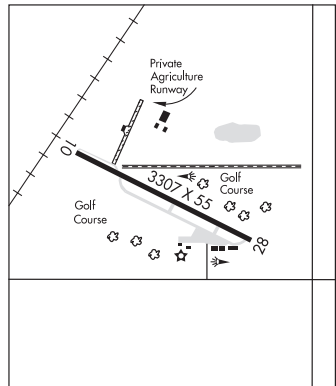 Private
Agriculture
Runway
10
3307 X 55
Golf
Course
Golf
Course
28